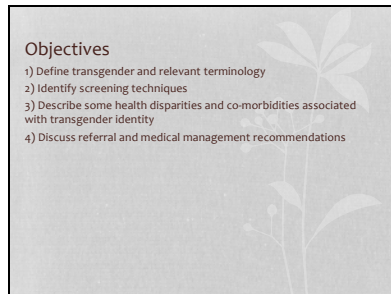 Objectives
1) Define transgender and relevant terminology
2) Identify screening techniques
3) Describe some health disparities and co-morbidities associated
with transgender identity
4) Discuss referral and medical management recommendations